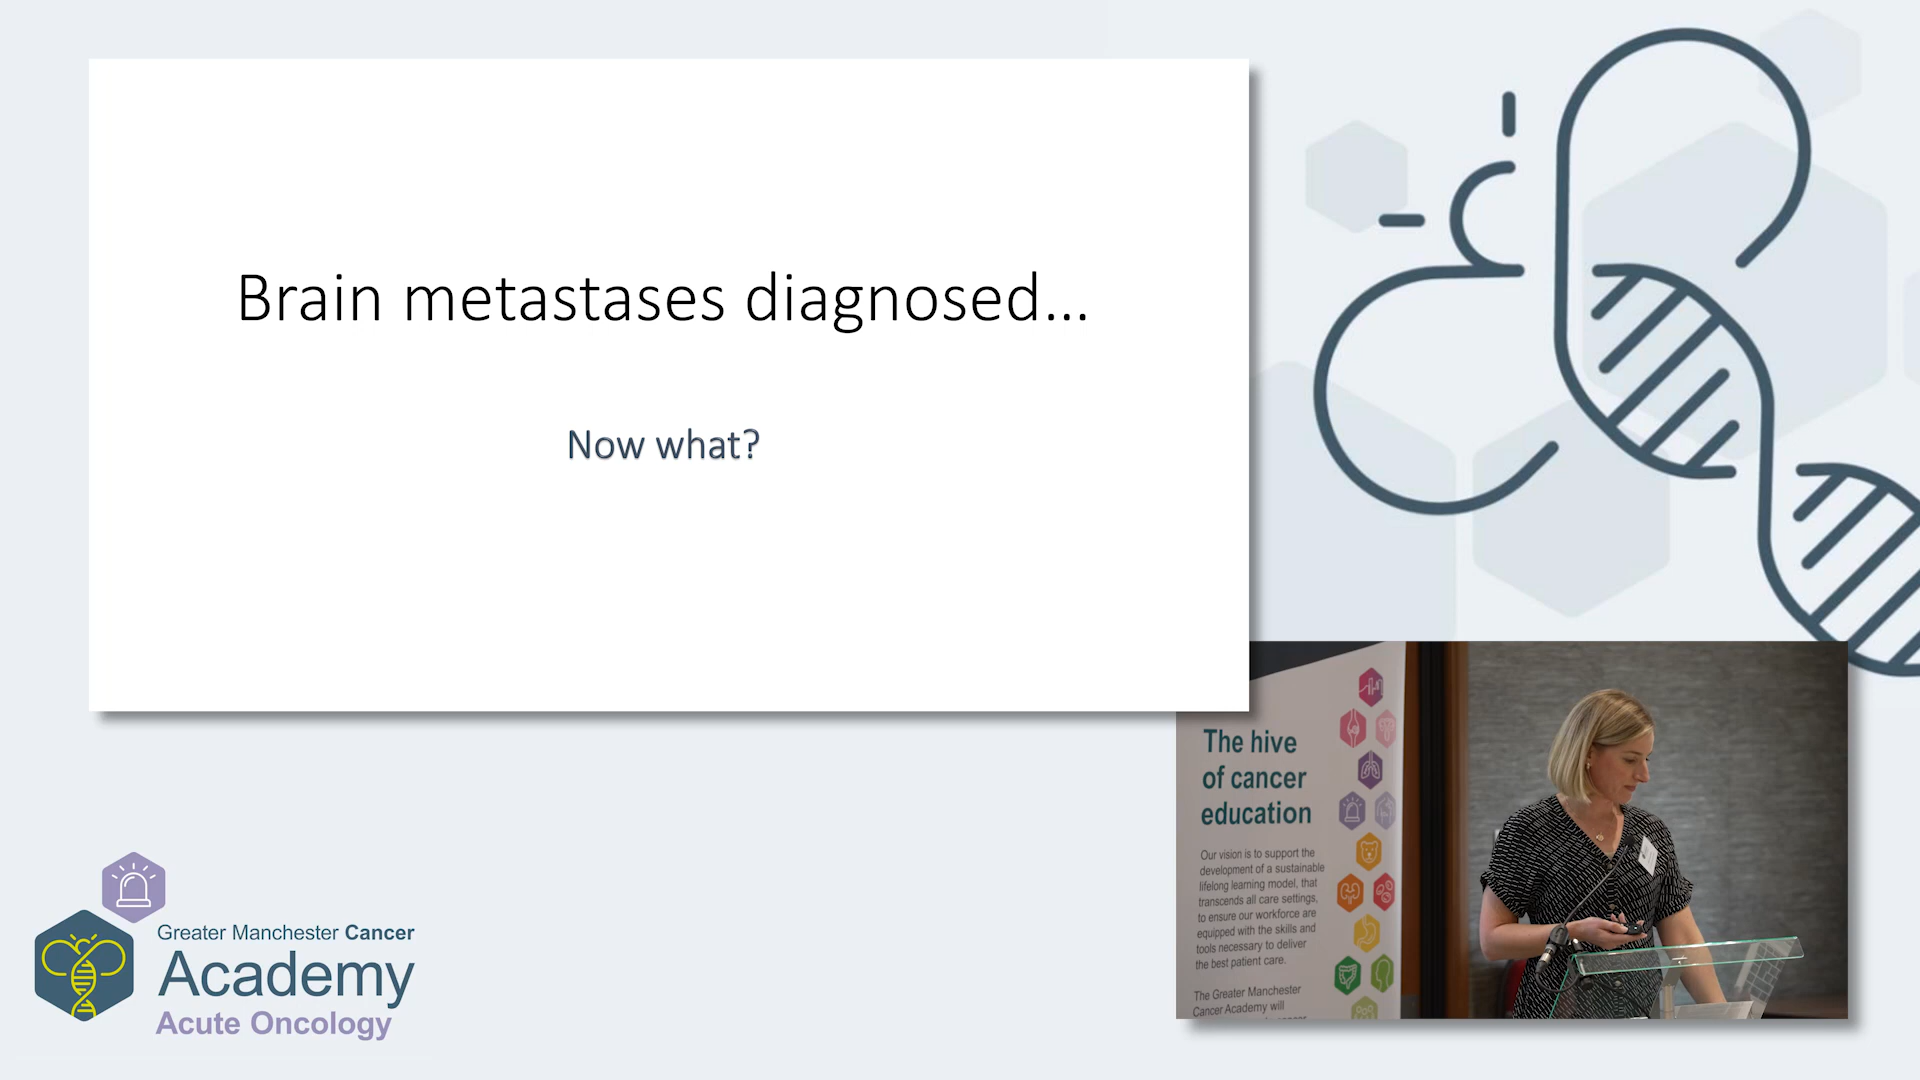 Brain metastases diagnosed...
Now what?
The hive
of cancer
education
Our vision is to support the
development of a sustainable
lifelong learning model, that
transcends all care settings,
to ensure our workforce are
equipped with the skills and
tools necessary to deliver
the best patient care.
The Greater Manchester
Cancer Academy will
Greater Manchester Cancer
Academy
Acute Oncology